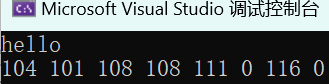 Microsoft Visual Studio 调试控制台
hello
104 101 108 108 111 0 116 0